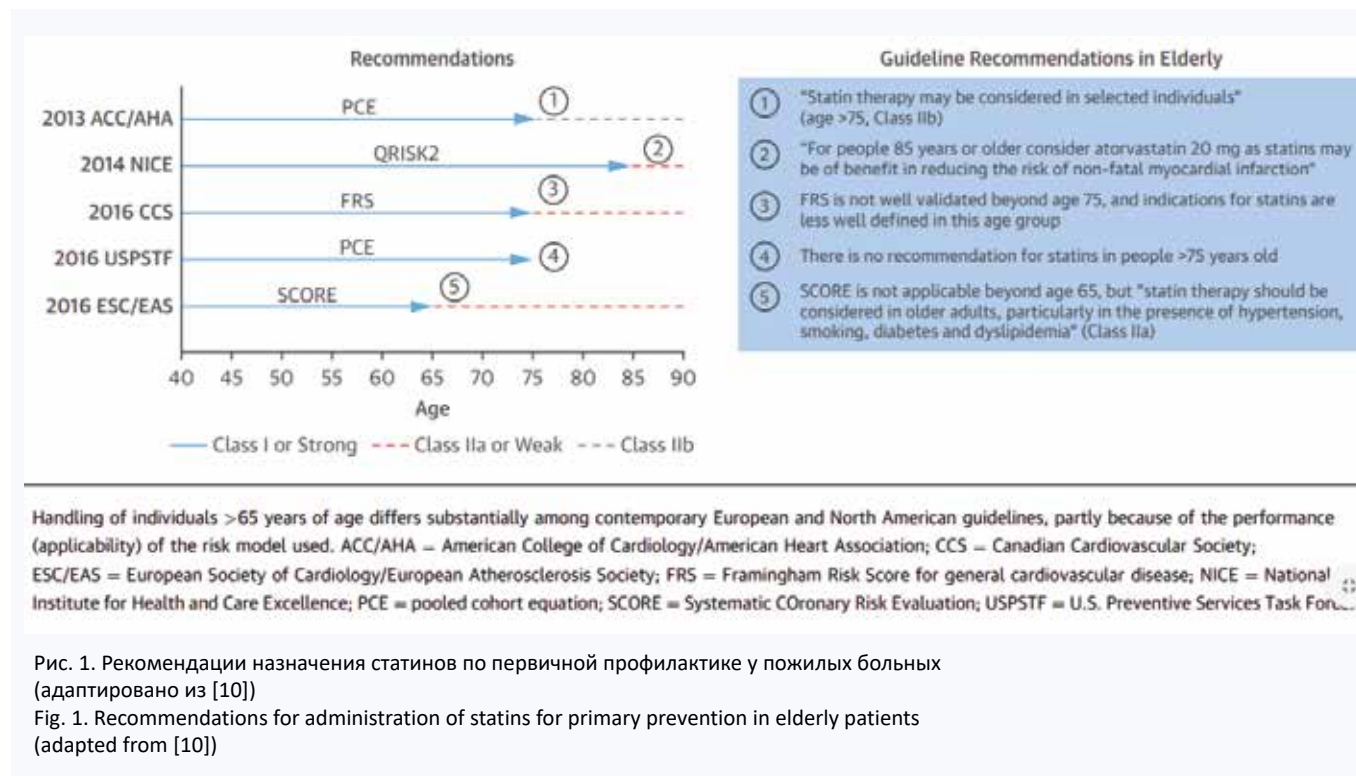 Recommendations
2013 ACC/AHA
PCE
1
2014 NICE
QRISK2
2
2016 CCS
FRS
3
2016 USPSTF
PCE
4
2016 ESC/EAS
SCORE
5
40 45 50 55 60 65 70 75 80 85 90
Age
Class I or Strong --- Class IIa or Weak --- Class IIb
Guideline Recommendations in Elderly
1 "Statin therapy may be considered in selected individuals"
(age >75, Class IIb)
2 "For people 85 years or older consider atorvastatin 20 mg as statins may
be of benefit in reducing the risk of non-fatal myocardial infarction"
3 FRS is not well validated beyond age 75, and indications for statins are
less well defined in this age group
4 There is no recommendation for statins in people >75 years old
5 SCORE is not applicable beyond age 65, but "statin therapy should be
considered in older adults, particularly in the presence of hypertension,
smoking, diabetes and dyslipidemia" (Class IIa)
Handling of individuals >65 years of age differs substantially among contemporary European and North American guidelines, partly because of the performance
(applicability) of the risk model used. ACC/AHA = American College of Cardiology/American Heart Association; CCS = Canadian Cardiovascular Society;
ESC/EAS = European Society of Cardiology/European Atherosclerosis Society; FRS = Framingham Risk Score for general cardiovascular disease; NICE = National
Institute for Health and Care Excellence; PCE = pooled cohort equation; SCORE = Systematic COronary Risk Evaluation; USPSTF = U.S. Preventive Services Task
Рис. 1. Рекомендации назначения статинов по первичной профилактике у пожилых больных
(адаптировано из [10])
Fig. 1. Recommendations for administration of statins for primary prevention in elderly patients
(adapted from [10])